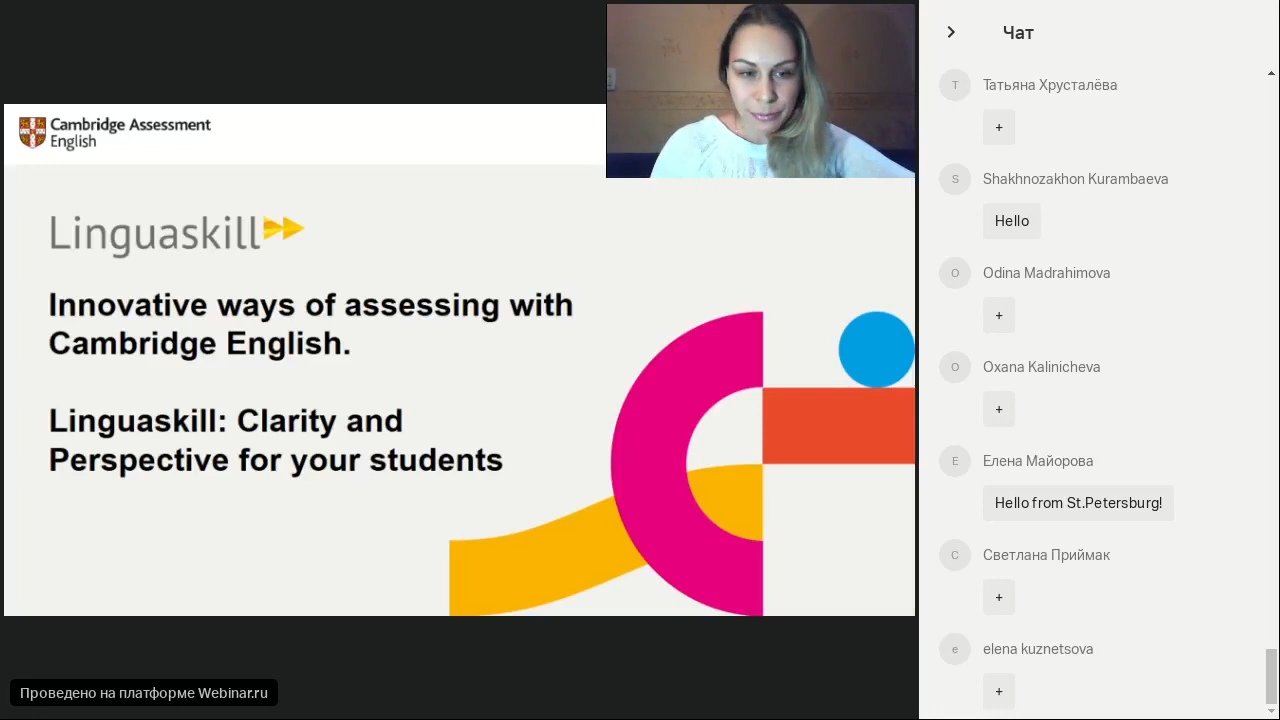 Cambridge Assessment
English
Linguaskill
Innovative ways of assessing with
Cambridge English.
Linguaskill: Clarity and
Perspective for your students
Проведено на платформе Webinar.ru
Чат
T
Татьяна Хрусталёва
+
S
Shakhnozakhon Kurambaeva
Hello
O
Odina Madrahimova
+
O
Oxana Kalinicheva
+
Е
Елена Майорова
Hello from St.Petersburg!
С
Светлана Приймак
+
e
elena kuznetsova
+